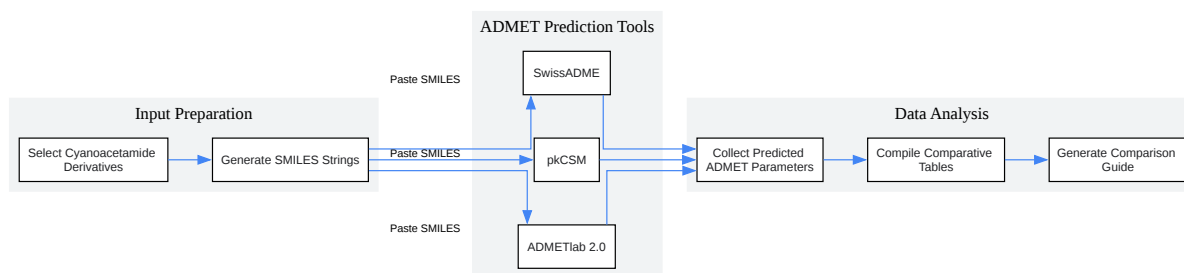 ADMET Prediction Tools
SwissADME
Paste SMILES
Input Preparation
Data Analysis
Select Cyanoacetamide
Derivatives
Generate SMILES Strings
Paste SMILES
pkCSM
Collect Predicted
ADMET Parameters
Compile Comparative
Tables
Generate Comparison
Guide
Paste SMILES
ADMETlab 2.0